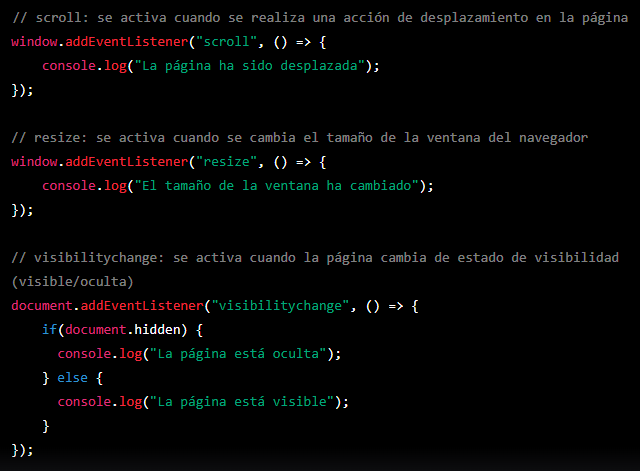 // scroll: se activa cuando se realiza una acción de desplazamiento en la página
window.addEventListener("scroll", () => {
    console.log("La página ha sido desplazada");
});

// resize: se activa cuando se cambia el tamaño de la ventana del navegador
window.addEventListener("resize", () => {
    console.log("El tamaño de la ventana ha cambiado");
});

// visibilitychange: se activa cuando la página cambia de estado de visibilidad
(visible/oculta)
document.addEventListener("visibilitychange", () => {
    if(document.hidden) {
      console.log("La página está oculta");
    } else {
      console.log("La página está visible");
    }
});